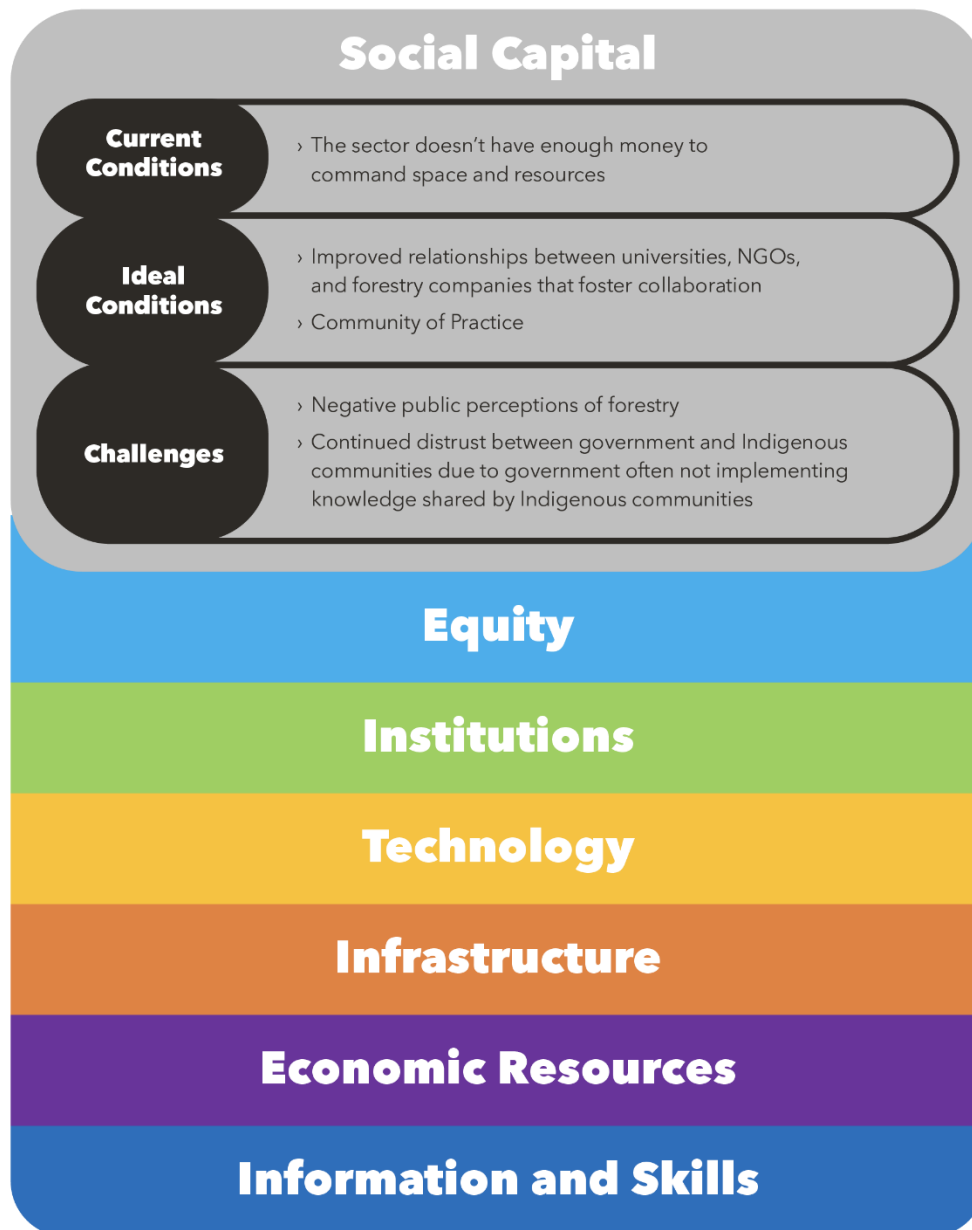 Social Capital
Current
Conditions
› The sector doesn’t have enough money to
command space and resources
Ideal
Conditions
› Improved relationships between universities, NGOs,
and forestry companies that foster collaboration
› Community of Practice
Challenges
› Negative public perceptions of forestry
› Continued distrust between government and Indigenous
communities due to government often not implementing
knowledge shared by Indigenous communities
Equity
Institutions
Technology
Infrastructure
Economic Resources
Information and Skills